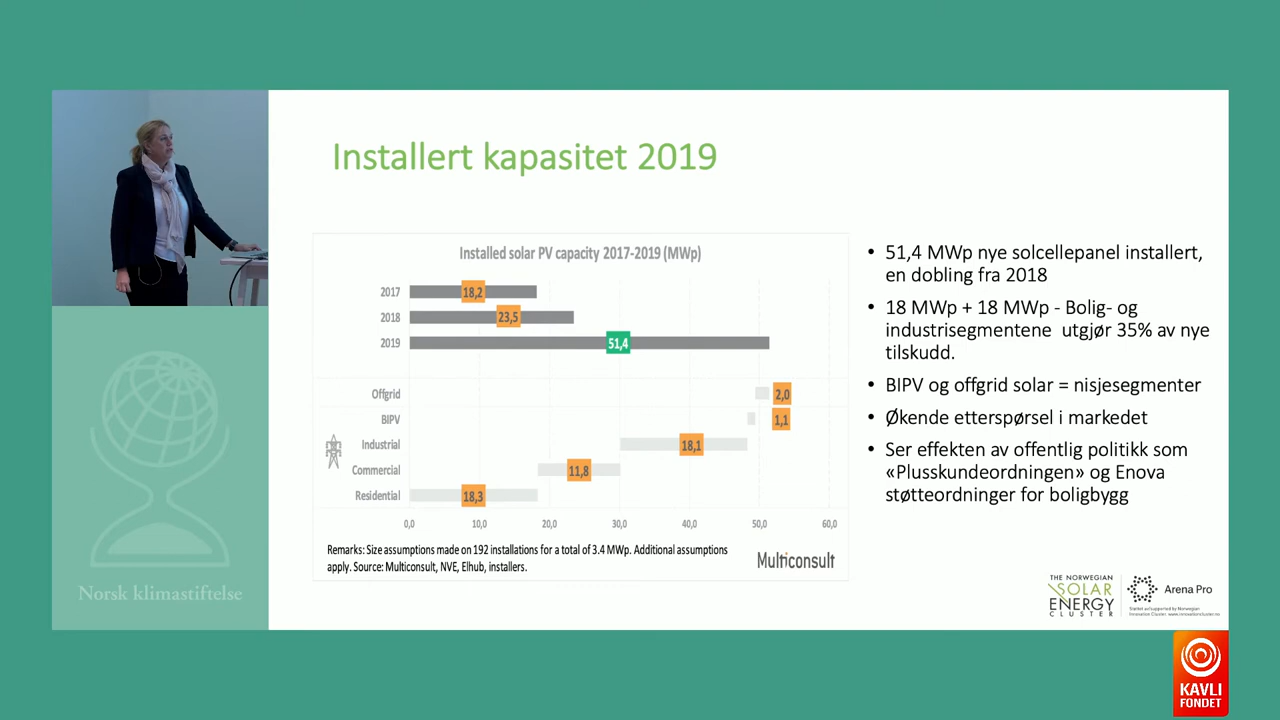 Installert kapasitet 2019
Installed solar PV capacity 2017-2019 (MWp)
2017 18,2
2018 23,5
2019 51,4
Offgrid 2,0
BIPV 1,1
Industrial 18,1
Commercial 11,8
Residential 18,3
0,0 10,0 20,0 30,0 40,0 50,0 60,0
Remarks: Size assumptions made on 192 installations for a total of 3.4 MWp. Additional assumptions
apply. Source: Multiconsult, NVE, Elhub, installers.
Multiconsult
• 51,4 MWp nye solcellepanel installert,
en dobling fra 2018
• 18 MWp + 18 MWp - Bolig- og
industrisegmentene utgjør 35% av nye
tilskudd.
• BIPV og offgrid solar = nisjesegmenter
• Økende etterspørsel i markedet
• Ser effekten av offentlig politikk som
«Plusskundeordningen» og Enova
støtteordninger for boligbygg
THE NORWEGIAN
SOLAR
ENERGY
CLUSTER
Arena Pro
Norsk klimastiftelse
KAVLI
FONDET